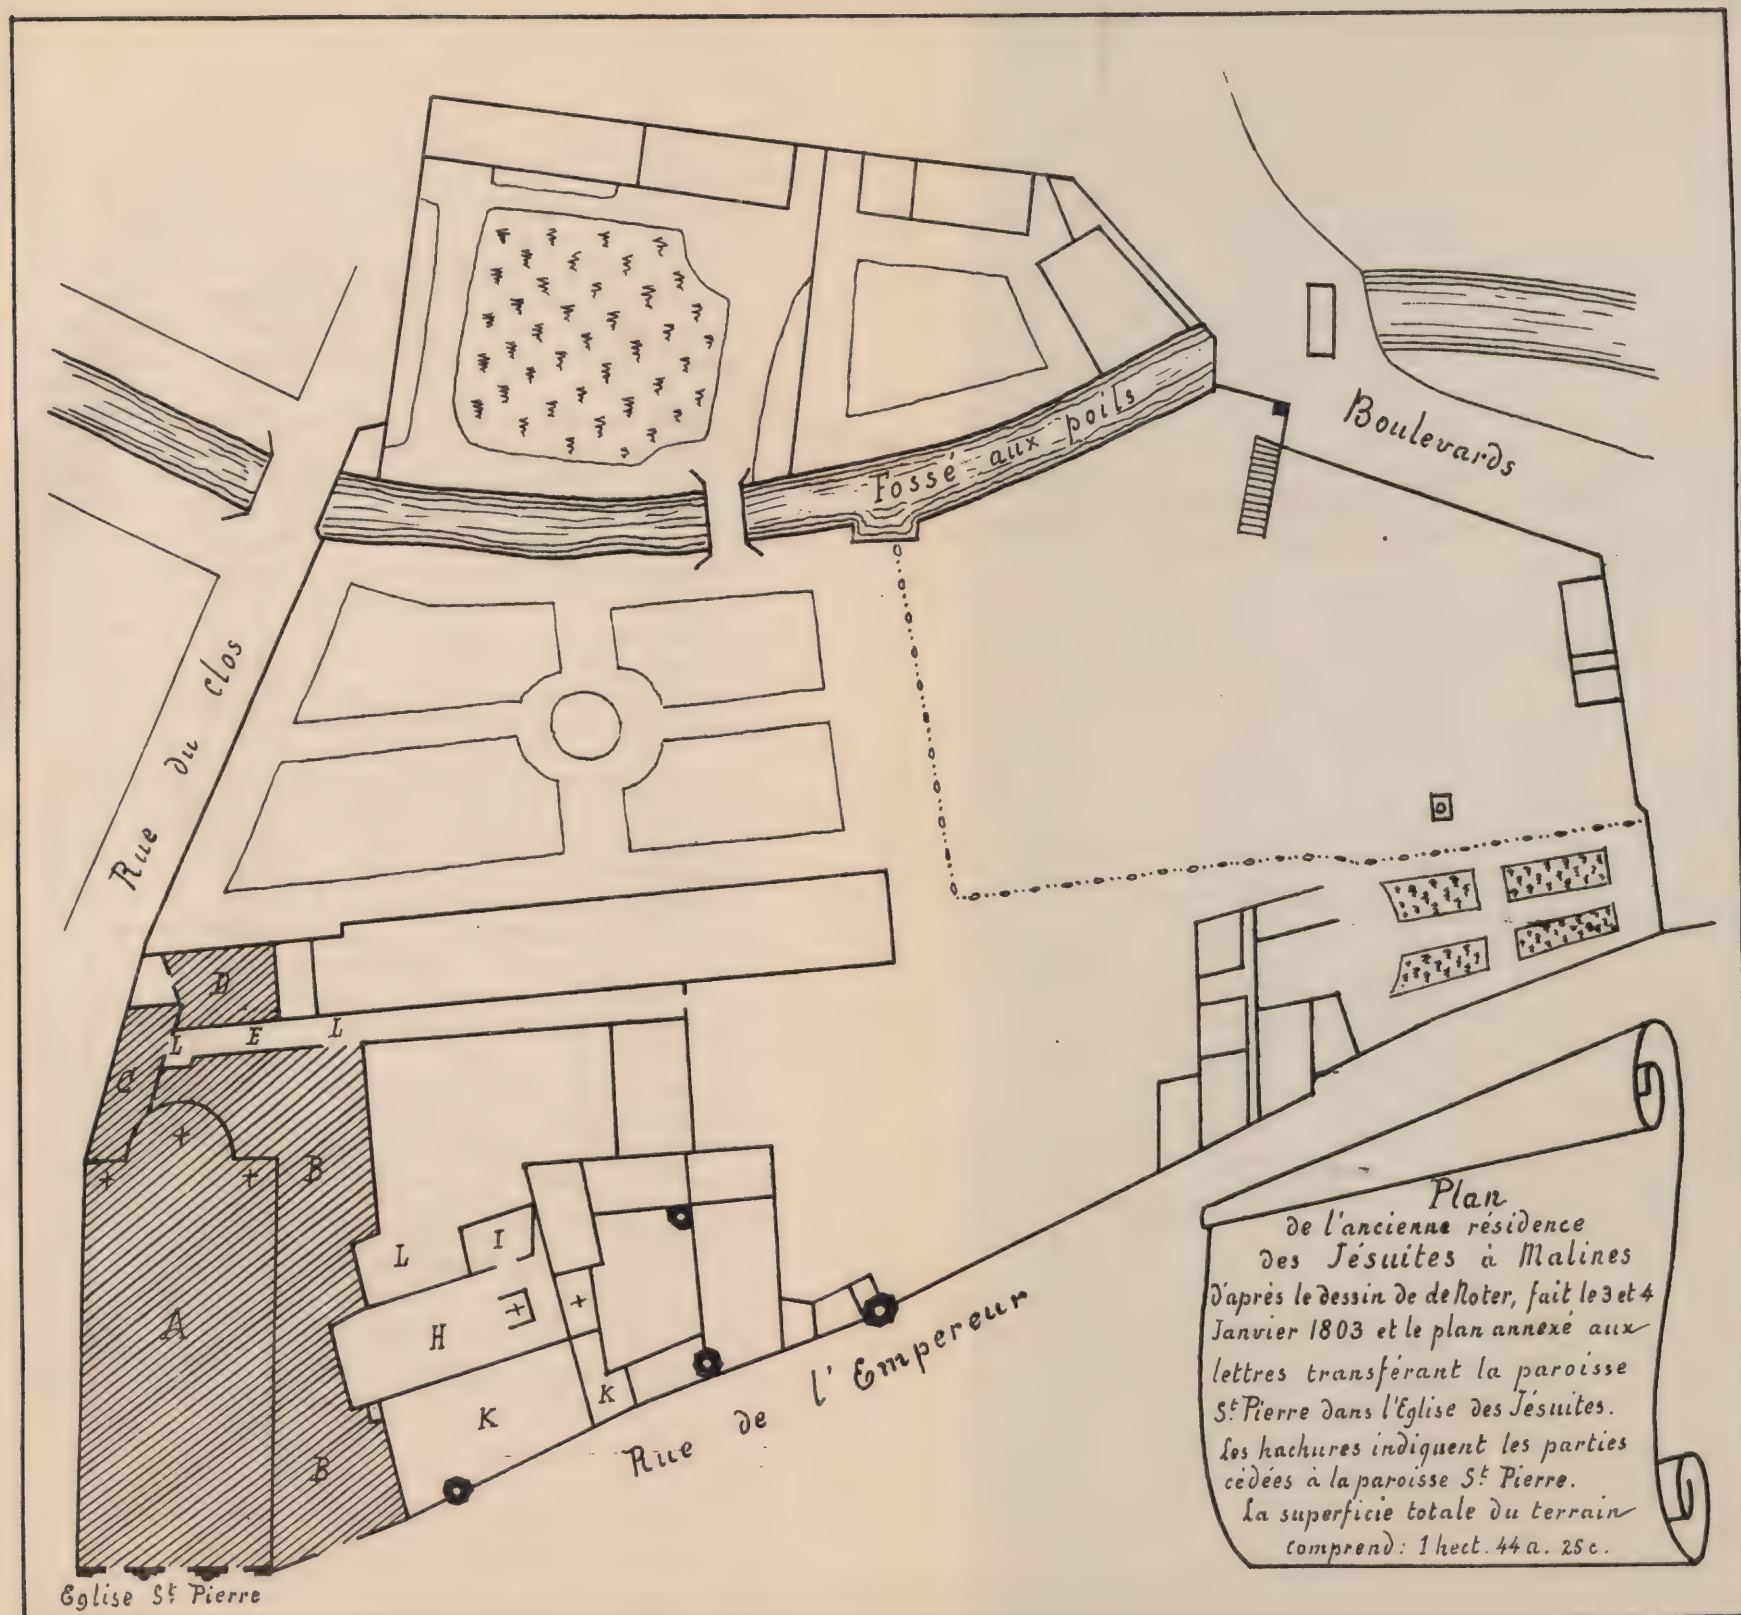 Boulevards
Fossé aux poils
Rue du clos
D
L
E
L
C
B
L
I
A
H
K
K
B
Rue de l'Empereur
Eglise St Pierre
Plan
de l'ancienne résidence
des Jésuites à Malines
d'après le dessin de de Noter, fait le 3 et 4
Janvier 1803 et le plan annexé aux
lettres transférant la paroisse
St Pierre dans l'Eglise des Jésuites.
Les hachures indiquent les parties
cédées à la paroisse St Pierre.
La superficie totale du terrain
comprend: 1 hect. 44 a. 25 c.